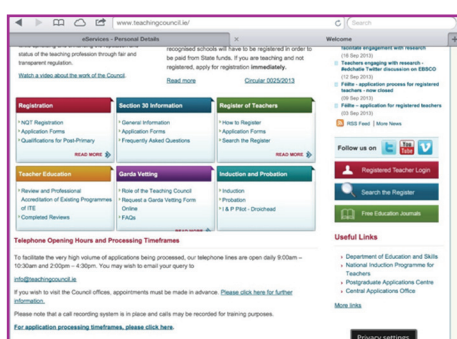 www.teachingcouncil.ie/
Search
eServices - Personal Details
Welcome
status of the teaching profession through fair and
transparent regulation.
Watch a video about the work of the Council.
recognised schools will have to be registered in order to
be paid from State funds. If you are teaching and not
registered, apply for registration immediately.
Read more
Circular 0025/2013
facilitate engagement with research
(16 Sep 2013)
Teachers engaging with research -
Redchalie Twitter discussion on EBSCO
(12 Sep 2013)
Féilte - application process for registered
teachers - now closed
(09 Sep 2013)
Féilte – application for registered teachers
(03 Sep 2013)
RSS Feed | More News
Registration
NQT Registration
Application Forms
Qualifications for Post-Primary
READ MORE
Section 30 Information
General Information
Application Forms
Frequently Asked Questions
Register of Teachers
How to Register
Application Forms
Search the Register
READ MORE
Teacher Education
Review and Professional
Accreditation of Existing Programmes
of ITE
Completed Reviews
Garda Vetting
Role of the Teaching Council
Request a Garda Vetting Form
Online
FAQs
READ MORE
Induction and Probation
Induction
Probation
I & P Pilot - Droichead
Follow us on
You Tube
Registered Teacher Login
Search the Register
Free Education Journals
Useful Links
Department of Education and Skills
National Induction Programme for
Teachers
Postgraduate Applications Centre
Central Applications Office
More links
Privacy settings
Telephone Opening Hours and Processing Timeframes
To facilitate the very high volume of applications being processed, our telephone lines are open daily 9:00am –
10:30am and 2:00pm – 4:30pm. You may wish to email your query to
info@teachingcouncil.ie
If you wish to visit the Council offices, appointments must be made in advance. Please click here for further
information.
Please note that a call recording system is in place and calls may be recorded for training purposes.
For application processing timeframes, please click here.